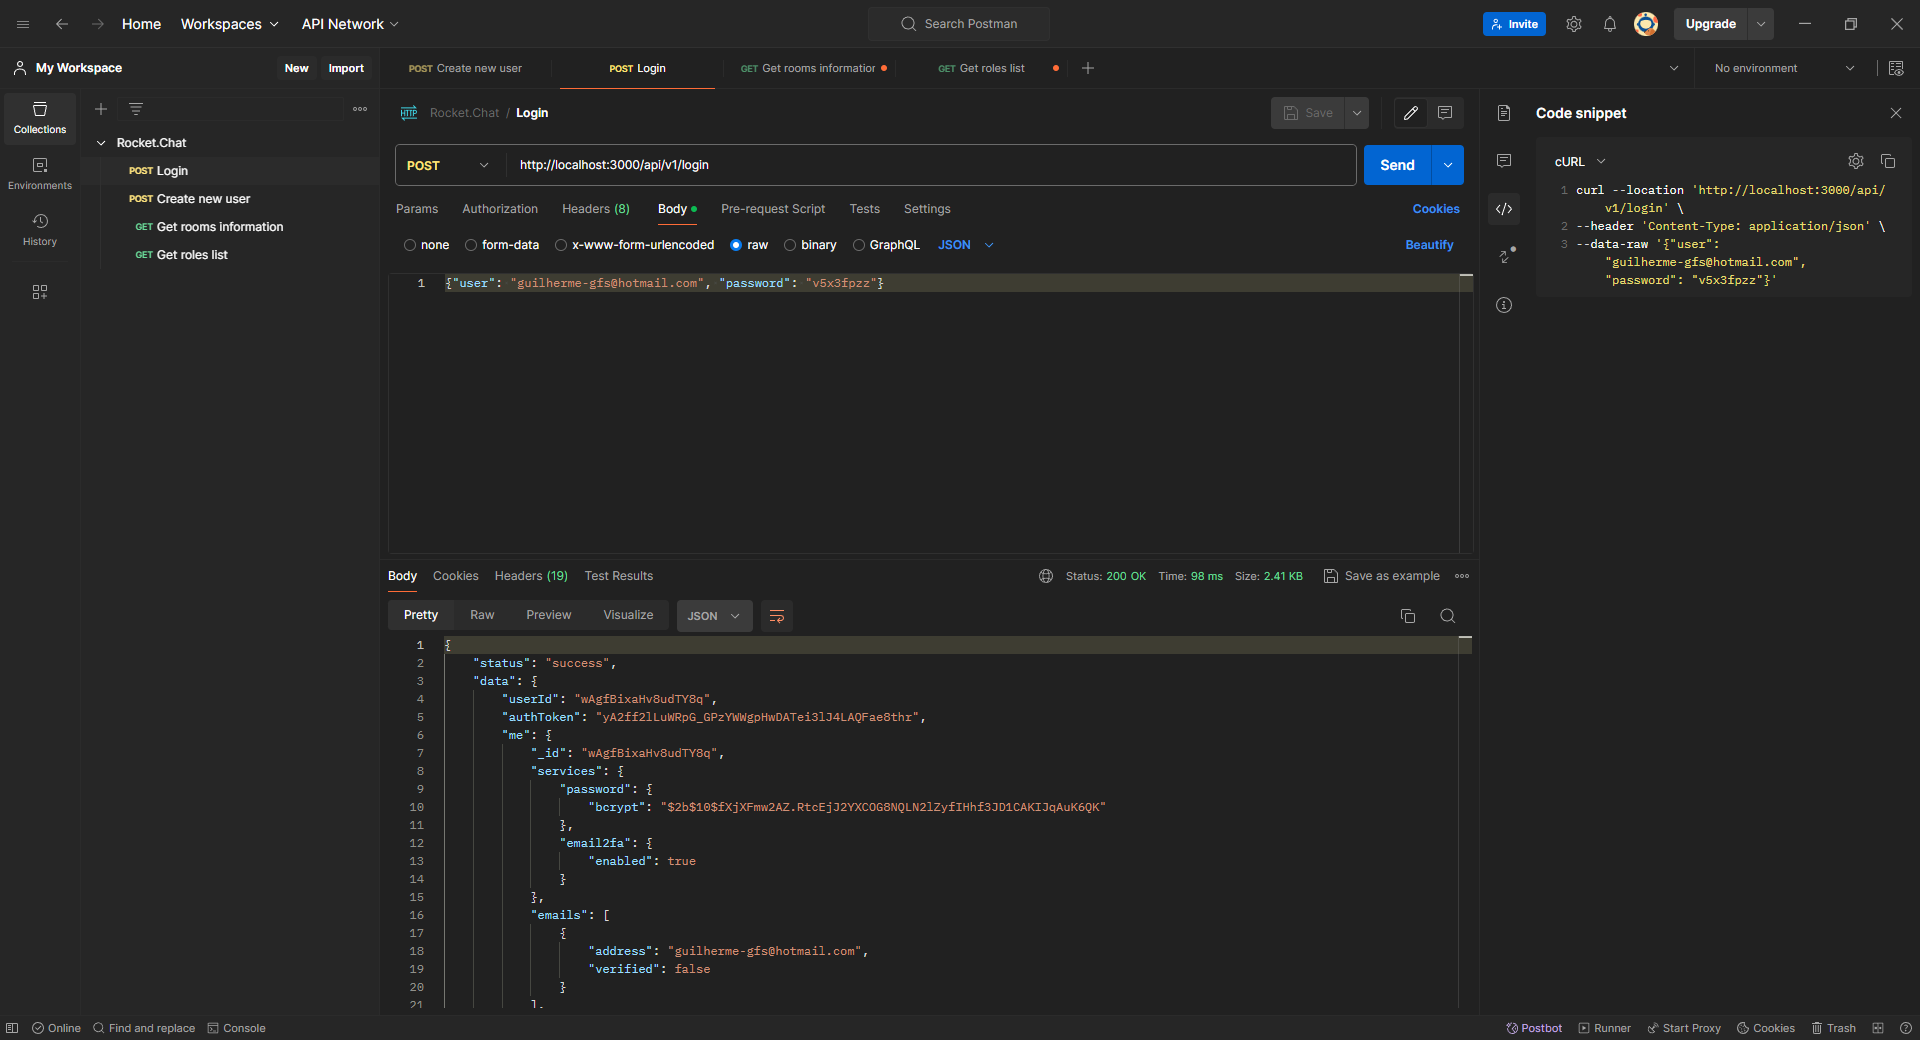 Home Workspaces API Network Search Postman Invite Upgrade
My Workspace New Import POST Create new user POST Login GET Get rooms information GET Get roles list No environment
Collections
Environments
History
Rocket.Chat
POST Login
POST Create new user
GET Get rooms information
GET Get roles list
HTTP Rocket.Chat / Login Save
POST http://localhost:3000/api/v1/login Send
Params Authorization Headers (8) Body Pre-request Script Tests Settings Cookies
none form-data x-www-form-urlencoded raw binary GraphQL JSON Beautify
1 {"user": "guilherme-gfs@hotmail.com", "password": "v5x3fpzz"}
Body Cookies Headers (19) Test Results Status: 200 OK Time: 98 ms Size: 2.41 KB Save as example
Pretty Raw Preview Visualize JSON
1 {
2 "status": "success",
3 "data": {
4 "userId": "wAgfBixaHv8udTY8q",
5 "authToken": "yA2ff2lLuWRpG_GPzYWWgpHwDATei3lJ4LAQFae8thr",
6 "me": {
7 "_id": "wAgfBixaHv8udTY8q",
8 "services": {
9 "password": {
10 "bcrypt": "$2b$10$fXjXFmw2AZ.RtcEjJ2YXCOG8NQLN2lZyfIHhf3JD1CAKIJqAuK6QK"
11 },
12 "email2fa": {
13 "enabled": true
14 }
15 },
16 "emails": [
17 {
18 "address": "guilherme-gfs@hotmail.com",
19 "verified": false
20 }
21 ],
Code snippet
cURL
1 curl --location 'http://localhost:3000/api/
v1/login' \
2 --header 'Content-Type: application/json' \
3 --data-raw '{"user":
"guilherme-gfs@hotmail.com",
"password": "v5x3fpzz"}'
Online Find and replace Console Postbot Runner Start Proxy Cookies Trash